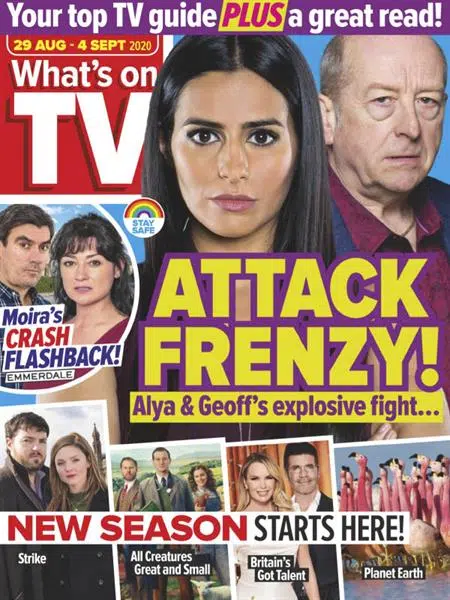 Your top TV guide PLUS a great read!
29 AUG - 4 SEPT 2020
What's on
TV
STAY
SAFE
Moira's
CRASH
FLASHBACK!
EMMERDALE
ATTACK
FRENZY!
Alya & Geoff's explosive fight...
NEW SEASON STARTS HERE!
Strike
All Creatures
Great and Small
Britain's
Got Talent
Planet Earth